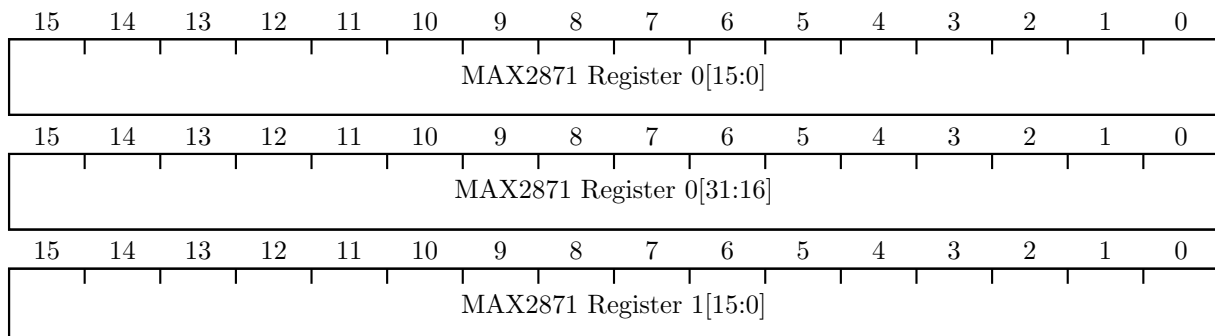 15 14 13 12 11 10 9 8 7 6 5 4 3 2 1 0
MAX2871 Register 0[15:0]
15 14 13 12 11 10 9 8 7 6 5 4 3 2 1 0
MAX2871 Register 0[31:16]
15 14 13 12 11 10 9 8 7 6 5 4 3 2 1 0
MAX2871 Register 1[15:0]